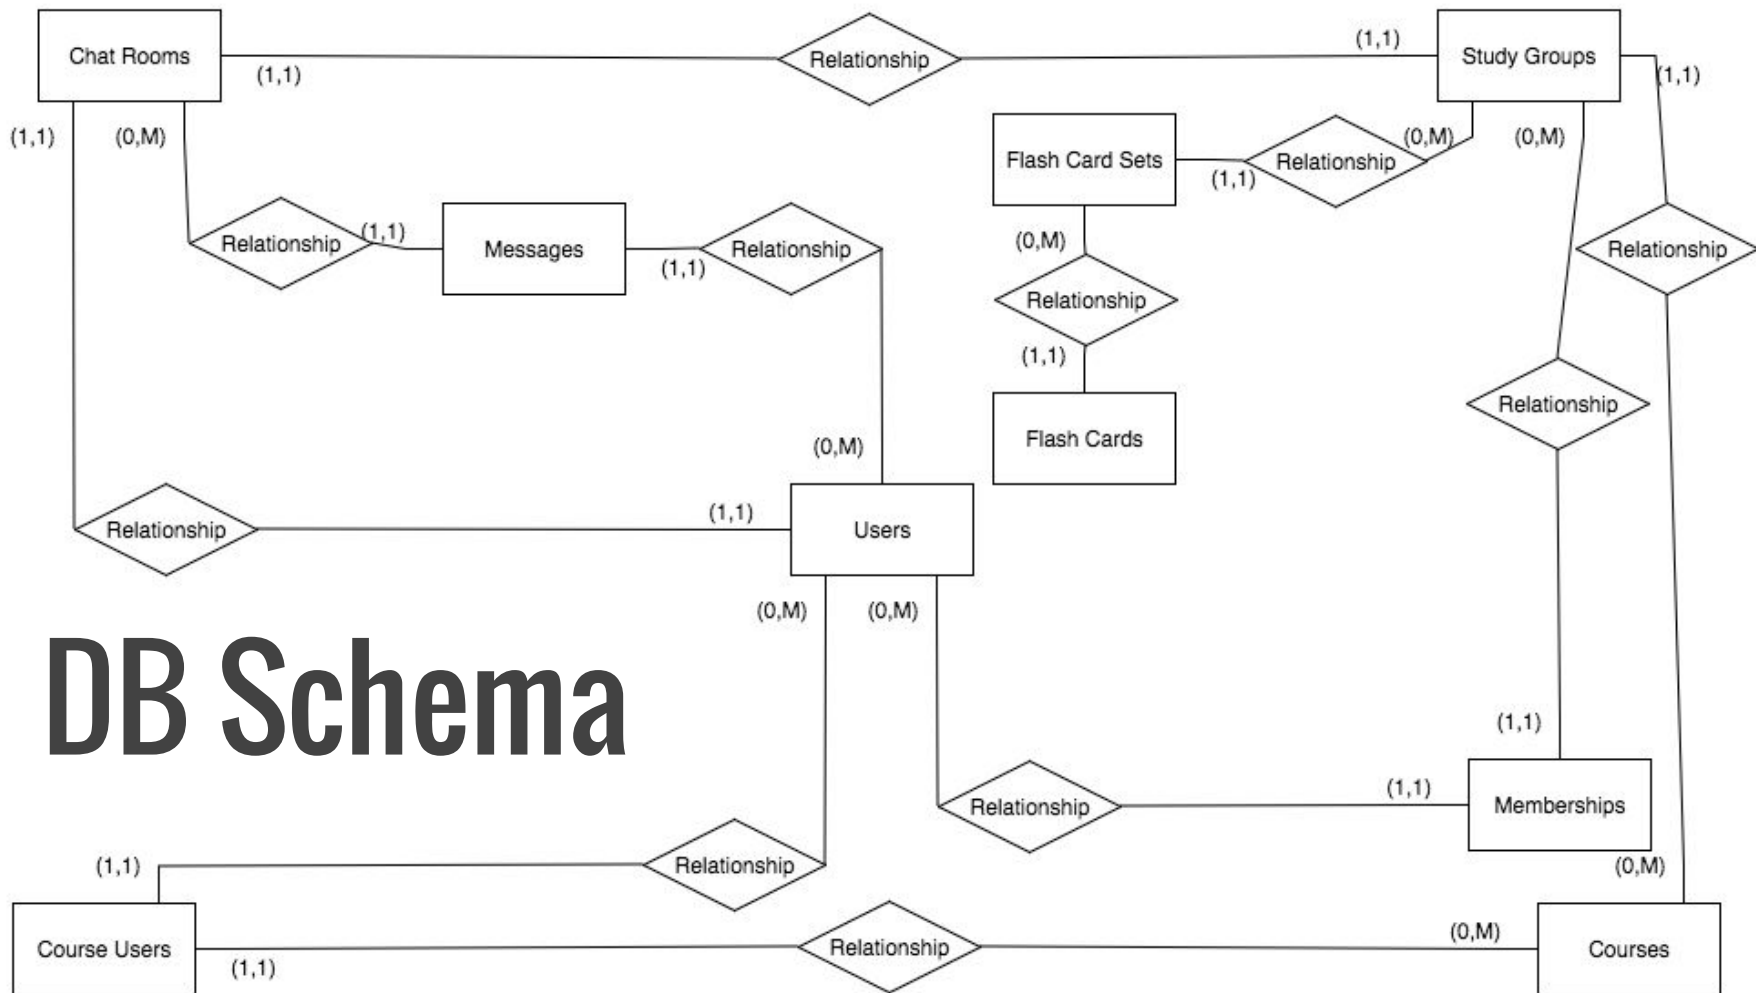 Chat Rooms
Relationship
Study Groups
(1,1)
(1,1)
(1,1)
(1,1)
(0,M)
(0,M)
(0,M)
Flash Card Sets
Relationship
(1,1)
Relationship
(1,1)
Messages
(1,1)
Relationship
(0,M)
Relationship
Relationship
(1,1)
Relationship
Flash Cards
(0,M)
Relationship
(1,1)
Users
(0,M)
(0,M)
DB Schema
(1,1)
Relationship
(1,1)
Memberships
(1,1)
Relationship
(0,M)
Course Users
(1,1)
Relationship
(0,M)
Courses